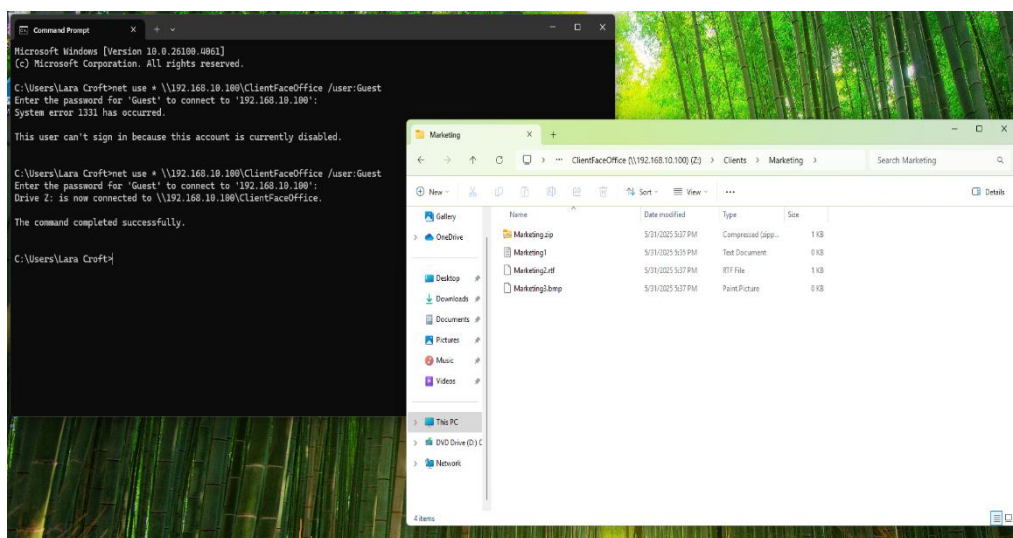 Command Prompt
Microsoft Windows [Version 10.0.26100.4061]
(c) Microsoft Corporation. All rights reserved.
C:\Users\Lara Croft>net use * \\192.168.10.100\ClientFaceOffice /user:Guest
Enter the password for 'Guest' to connect to '192.168.10.100':
System error 1331 has occurred.
This user can't sign in because this account is currently disabled.
C:\Users\Lara Croft>net use * \\192.168.10.100\ClientFaceOffice /user:Guest
Enter the password for 'Guest' to connect to '192.168.10.100':
Drive Z: is now connected to \\192.168.10.100\ClientFaceOffice.
The command completed successfully.
C:\Users\Lara Croft>
Marketing
ClientFaceOffice (\\192.168.10.100) (Z:) > Clients > Marketing >
Search Marketing
New
Sort
View
Details
Gallery
OneDrive
Desktop
Downloads
Documents
Pictures
Music
Videos
This PC
DVD Drive (D:) C
Network
Name Date modified Type Size
Marketing.zip 5/31/2025 5:37 PM Compressed (zipp... 1 KB
Marketing1 5/31/2025 5:35 PM Text Document 0 KB
Marketing2.rtf 5/31/2025 5:37 PM RTF File 1 KB
Marketing3.bmp 5/31/2025 5:37 PM Paint.Picture 0 KB
4 items